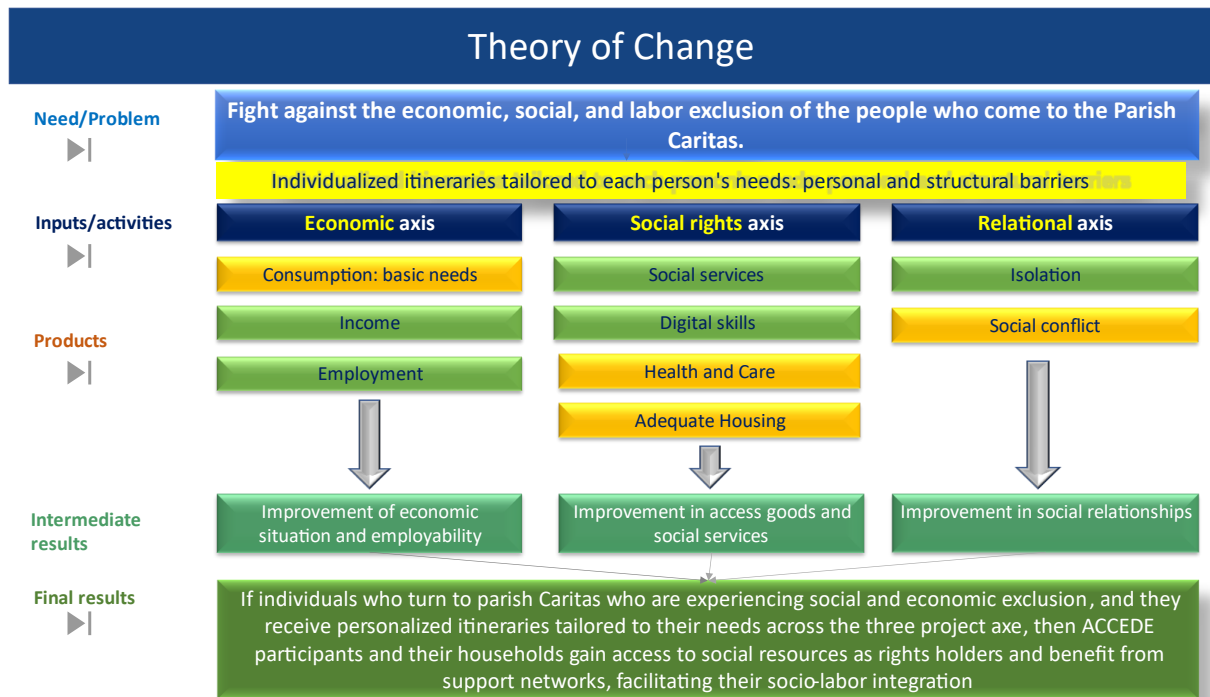 Theory of Change
Need/Problem
Fight against the economic, social, and labor exclusion of the people who come to the Parish
Caritas.
Individualized itineraries tailored to each person's needs: personal and structural barriers
Inputs/activities
Economic axis
Social rights axis
Relational axis
Consumption: basic needs
Social services
Isolation
Income
Digital skills
Social conflict
Products
Employment
Health and Care
Adequate Housing
Intermediate
results
Improvement of economic
situation and employability
Improvement in access goods and
social services
Improvement in social relationships
Final results
If individuals who turn to parish Caritas who are experiencing social and economic exclusion, and they
receive personalized itineraries tailored to their needs across the three project axe, then ACCEDE
participants and their households gain access to social resources as rights holders and benefit from
support networks, facilitating their socio-labor integration